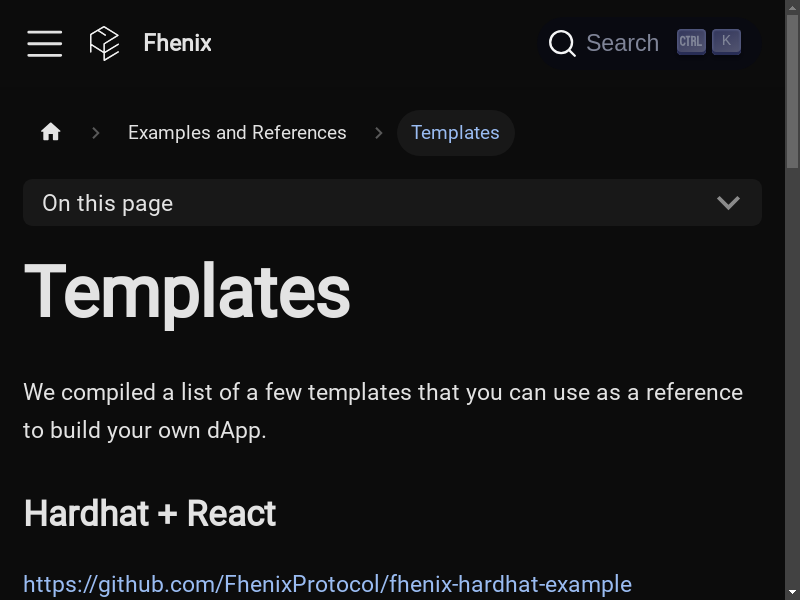 Fhenix
Search CTRL K
Examples and References
Templates
On this page
Templates
We compiled a list of a few templates that you can use as a reference
to build your own dApp.
Hardhat + React
https://github.com/FhenixProtocol/fhenix-hardhat-example